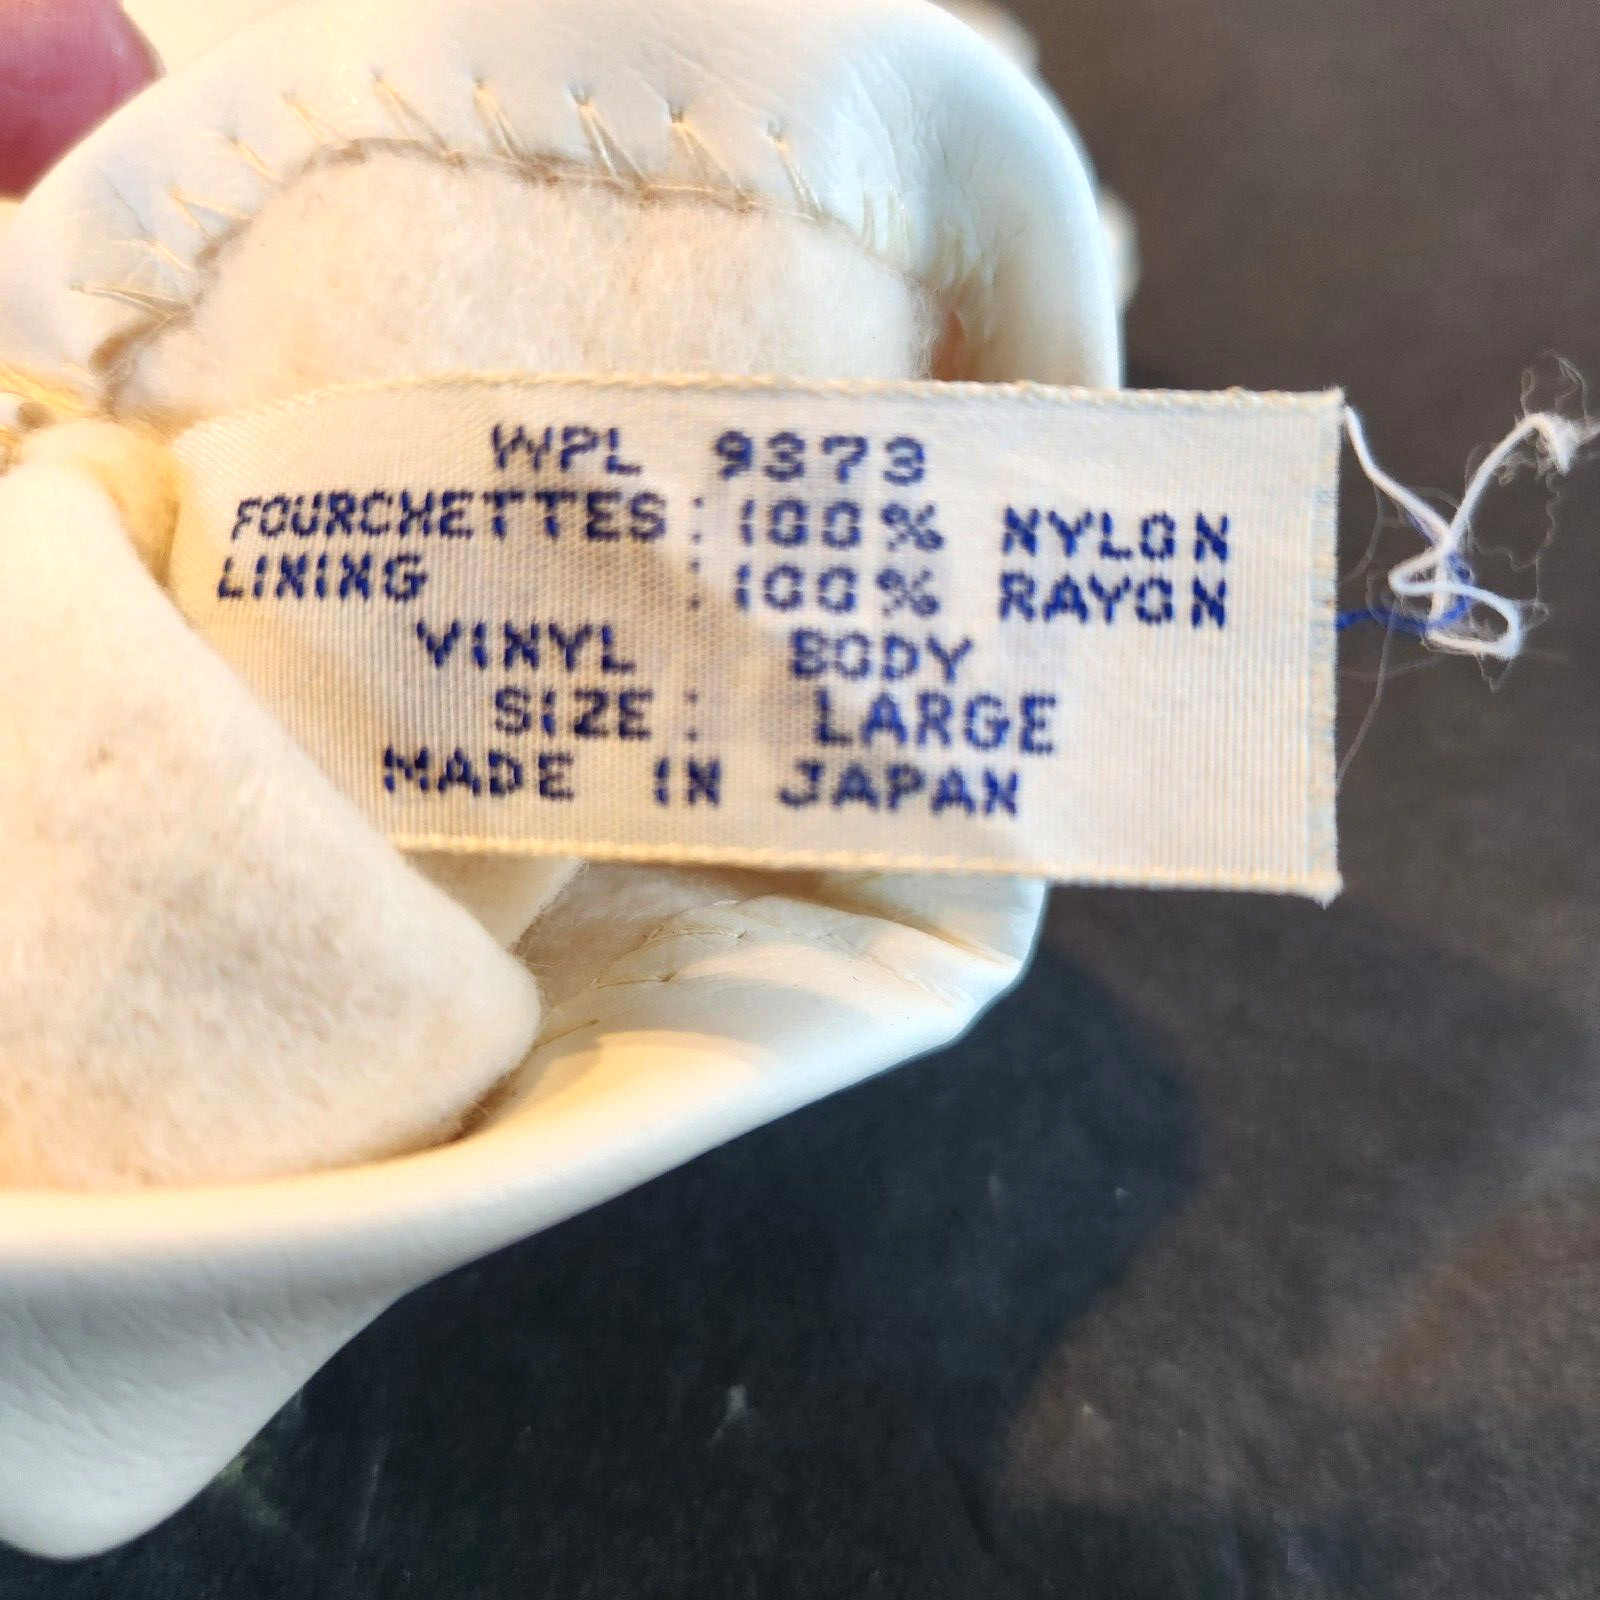 WPL 9373
FOURCHETTES : 100% NYLON
LINING : 100% RAYON
VINYL BODY
SIZE : LARGE
MADE IN JAPAN